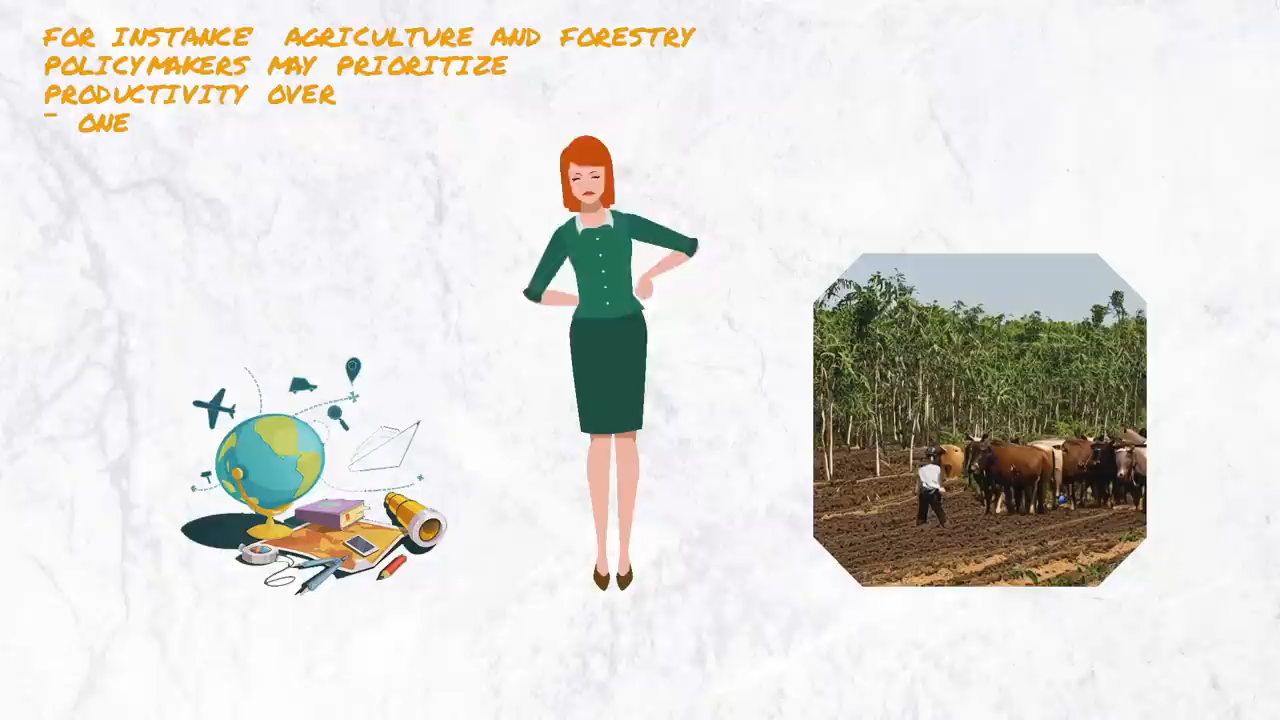 FOR INSTANCE' AGRICULTURE AND FORESTRY
POLICYMAKERS MAY PRIORITIZE
PRODUCTIVITY OVER
- ONE